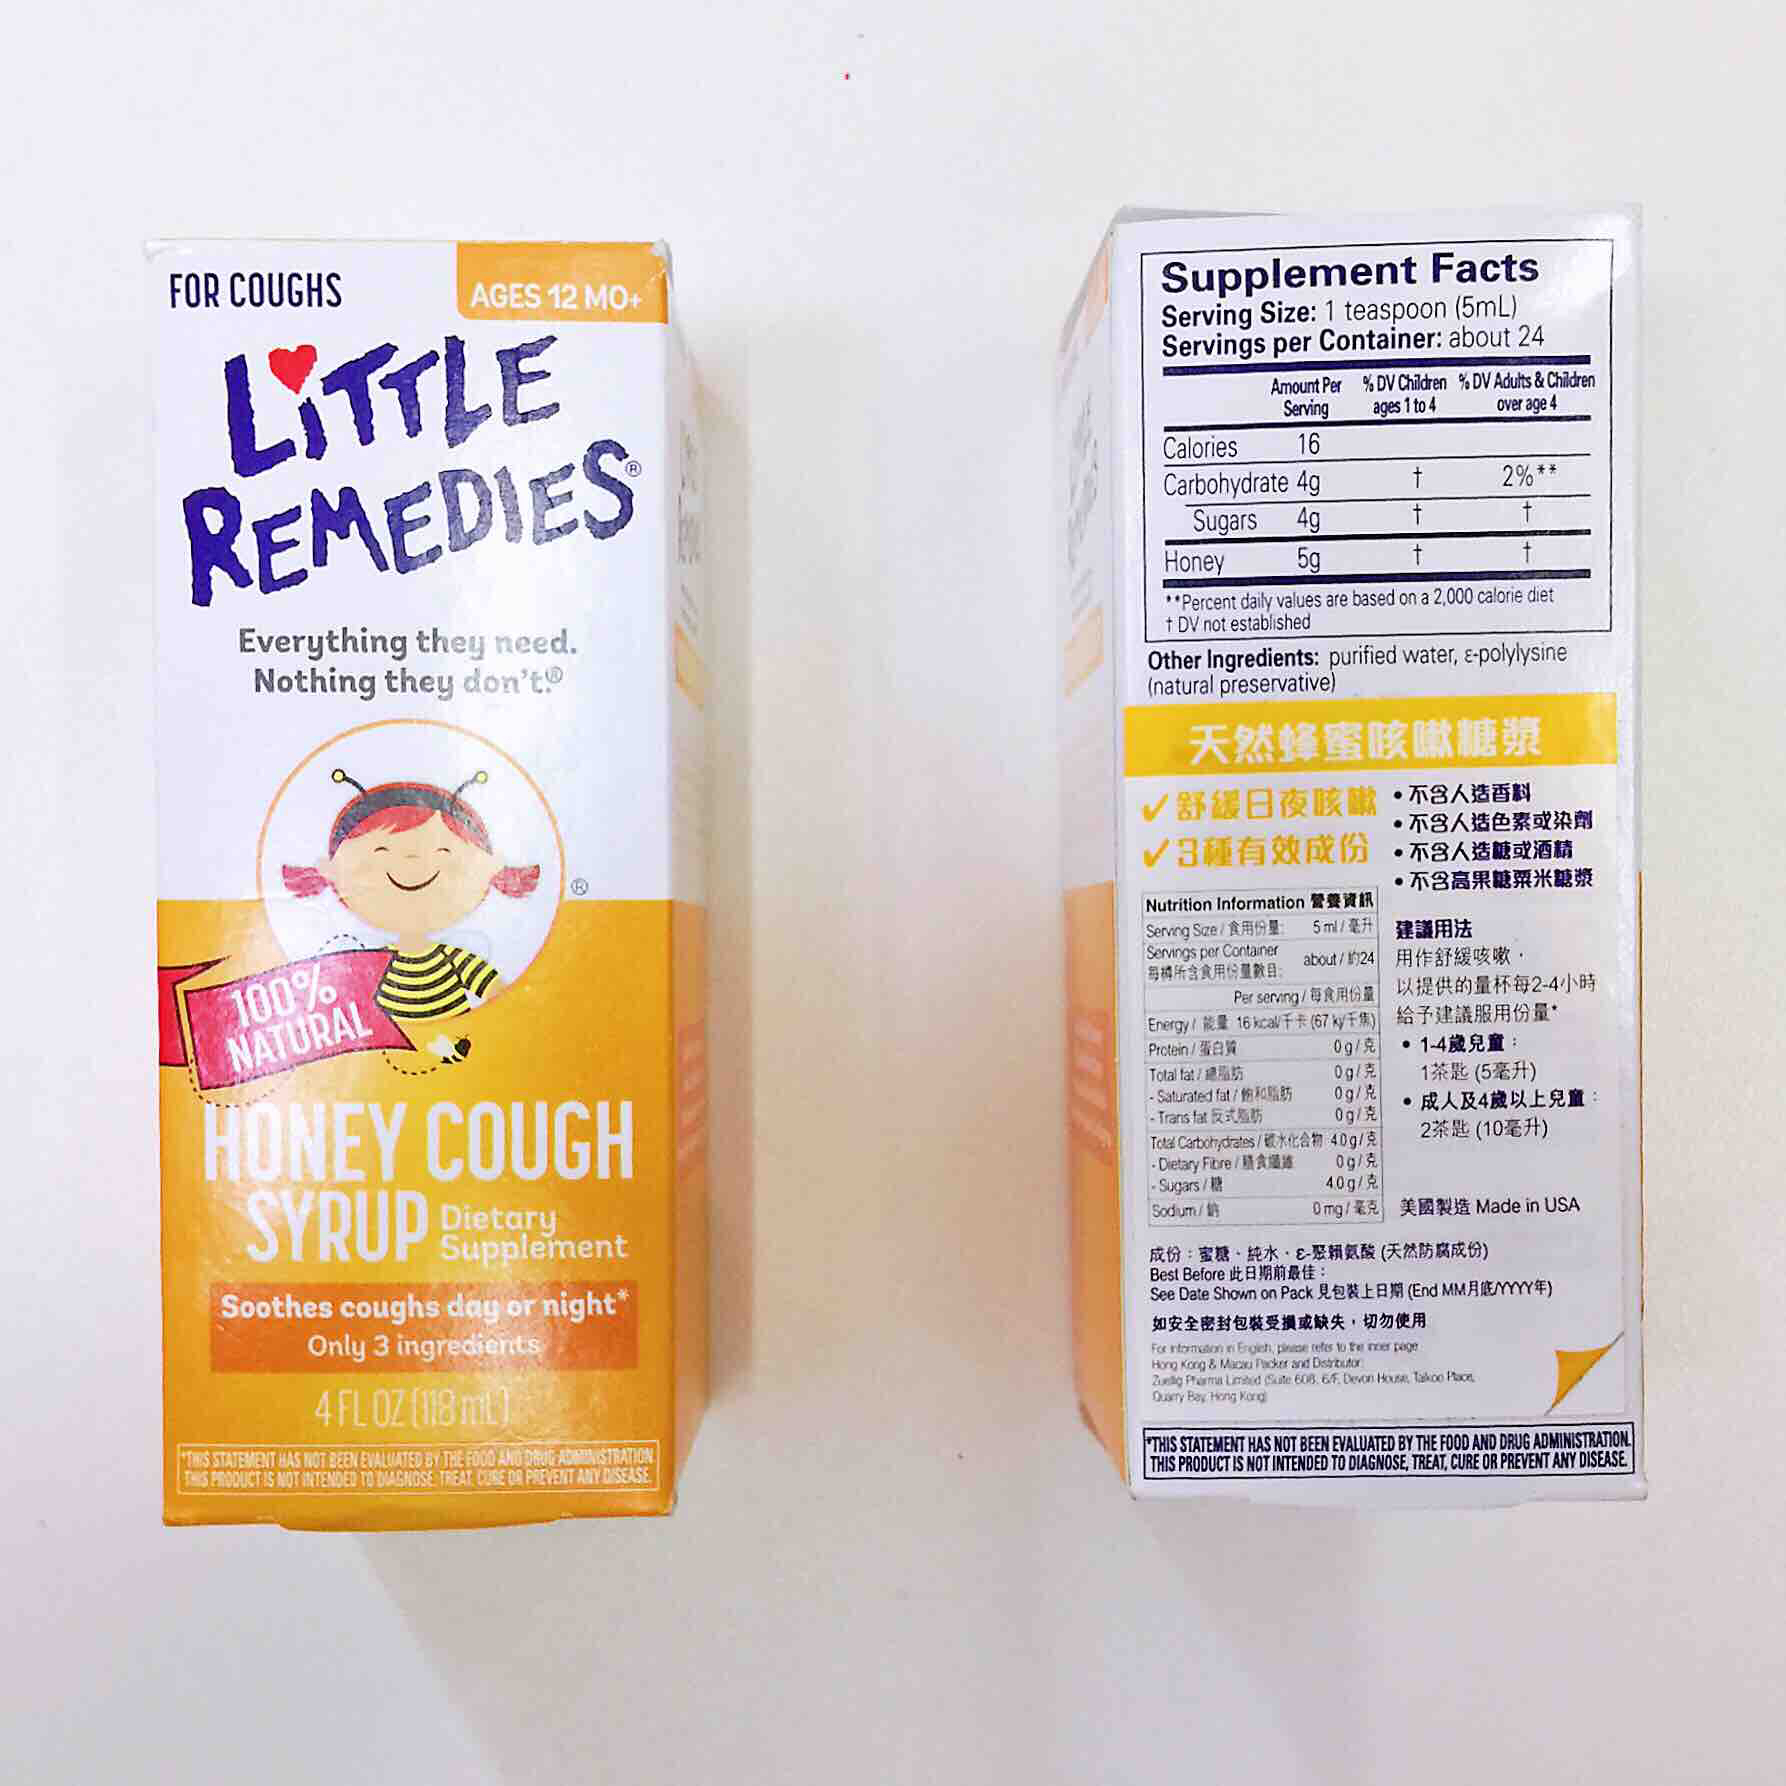 FOR COUGHS
AGES 12 MO+
LiTTLE
REMEDIES®
Everything they need.
Nothing they don't.®
®
100%
NATURAL
HONEY COUGH
SYRUP Dietary
Supplement
Soothes coughs day or night*
Only 3 ingredients
4 FL OZ (118 mL)
*THIS STATEMENT HAS NOT BEEN EVALUATED BY THE FOOD AND DRUG ADMINISTRATION.
THIS PRODUCT IS NOT INTENDED TO DIAGNOSE, TREAT, CURE OR PREVENT ANY DISEASE.
Supplement Facts
Serving Size: 1 teaspoon (5mL)
Servings per Container: about 24
Amount Per Serving % DV Children ages 1 to 4 % DV Adults & Children over age 4
Calories 16
Carbohydrate 4g † 2%**
Sugars 4g † †
Honey 5g † †
**Percent daily values are based on a 2,000 calorie diet
† DV not established
Other Ingredients: purified water, ε-polylysine
(natural preservative)
天然蜂蜜咳嗽糖漿
✓舒緩日夜咳嗽
✓3種有效成份
• 不含人造香料
• 不含人造色素或染劑
• 不含人造糖或酒精
• 不含高果糖粟米糖漿
Nutrition Information 營養資訊
Serving Size / 食用份量: 5 ml / 毫升
Servings per Container
每樽所含食用份量數目: about / 約24
Per serving / 每食用份量
Energy / 能量 16 kcal/千卡 (67 kj/千焦)
Protein / 蛋白質 0 g / 克
Total fat / 總脂肪 0 g / 克
- Saturated fat / 飽和脂肪 0 g / 克
- Trans fat 反式脂肪 0 g / 克
Total Carbohydrates / 碳水化合物 4.0 g / 克
- Dietary Fibre / 膳食纖維 0 g / 克
- Sugars / 糖 4.0 g / 克
Sodium / 鈉 0 mg / 毫克
建議用法
用作舒緩咳嗽，
以提供的量杯每2-4小時
給予建議服用份量*
• 1-4歲兒童：
1茶匙 (5毫升)
• 成人及4歲以上兒童：
2茶匙 (10毫升)
美國製造 Made in USA
成份：蜜糖、純水、ε-聚賴氨酸 (天然防腐成份)
Best Before 此日期前最佳：
See Date Shown on Pack 見包裝上日期 (End MM月底/YYYY年)
如安全密封包裝受損或缺失，切勿使用
For information in English, please refer to the inner page
Hong Kong & Macau Packer and Distributor:
Zuellig Pharma Limited (Suite 608, 6/F, Devon House, Taikoo Place,
Quarry Bay, Hong Kong)
*THIS STATEMENT HAS NOT BEEN EVALUATED BY THE FOOD AND DRUG ADMINISTRATION.
THIS PRODUCT IS NOT INTENDED TO DIAGNOSE, TREAT, CURE OR PREVENT ANY DISEASE.